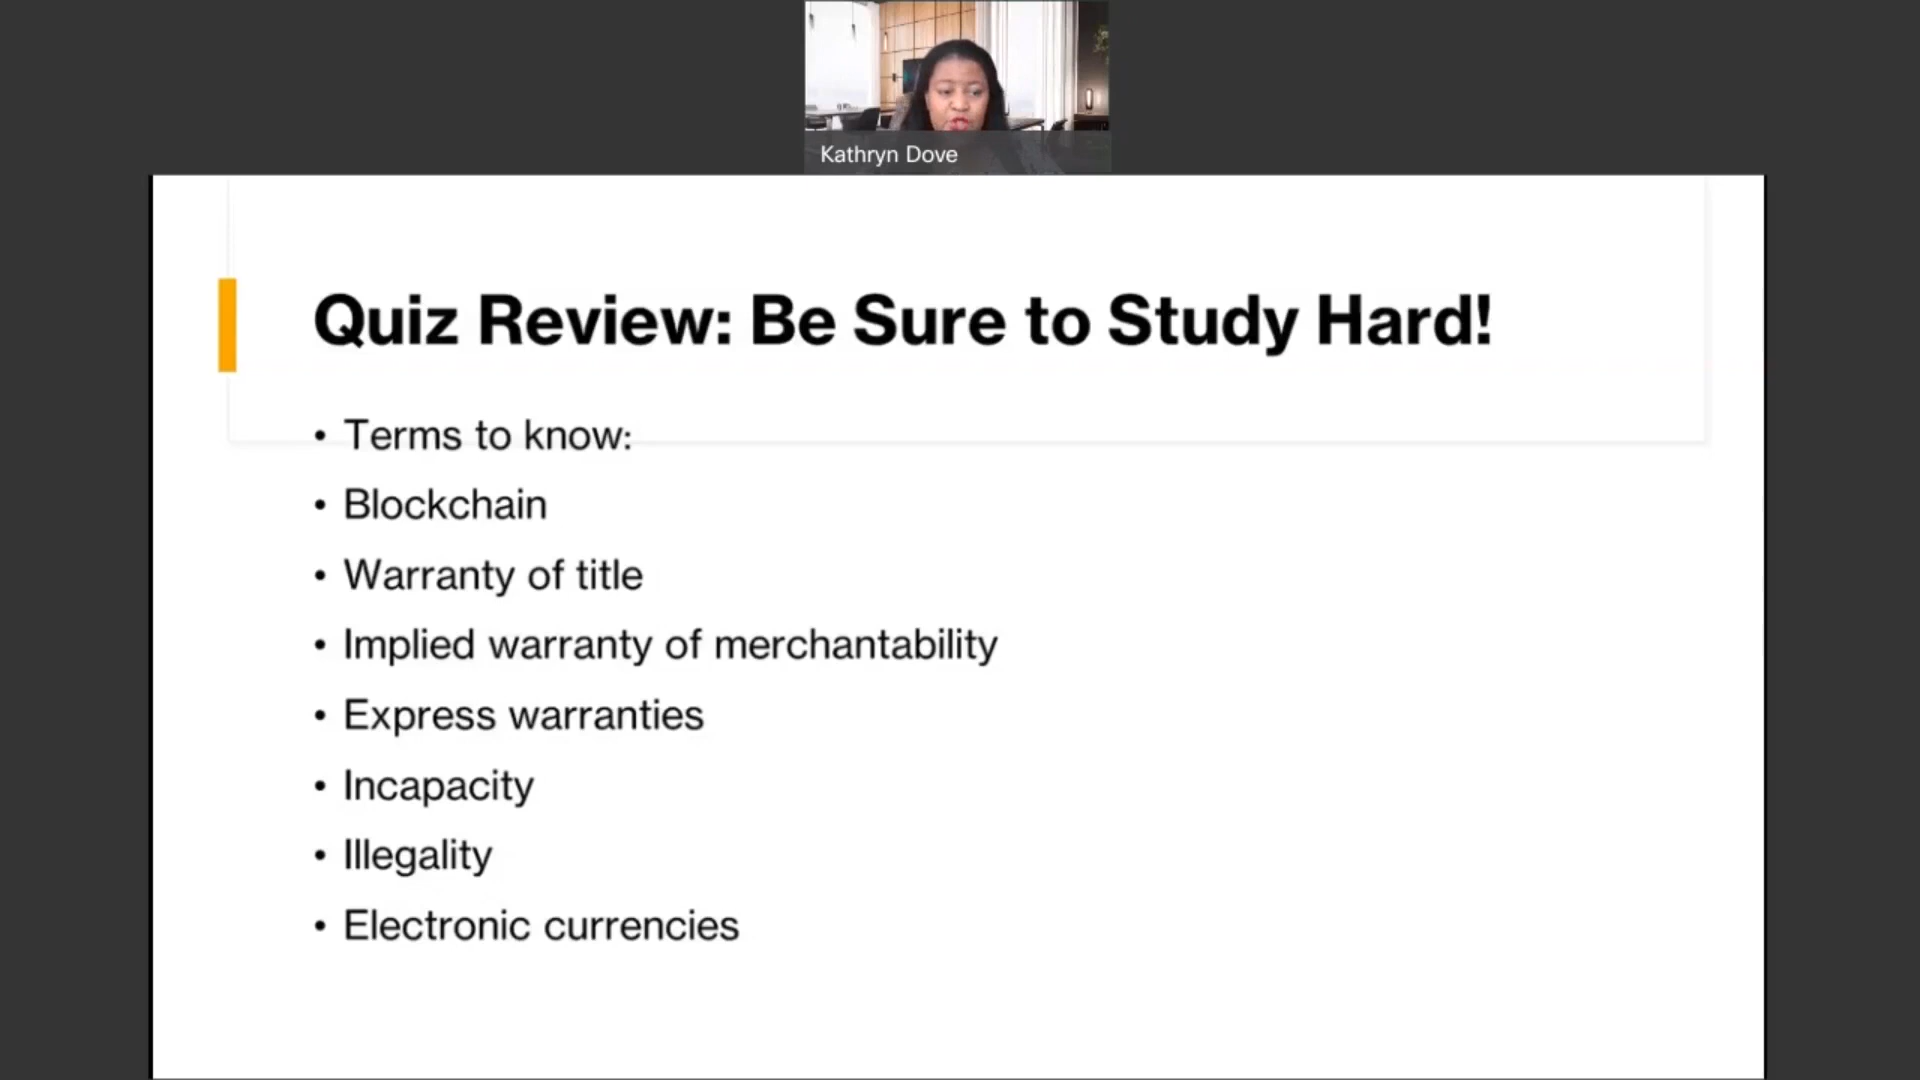 Kathryn Dove
Quiz Review: Be Sure to Study Hard!
• Terms to know:
• Blockchain
• Warranty of title
• Implied warranty of merchantability
• Express warranties
• Incapacity
• Illegality
• Electronic currencies